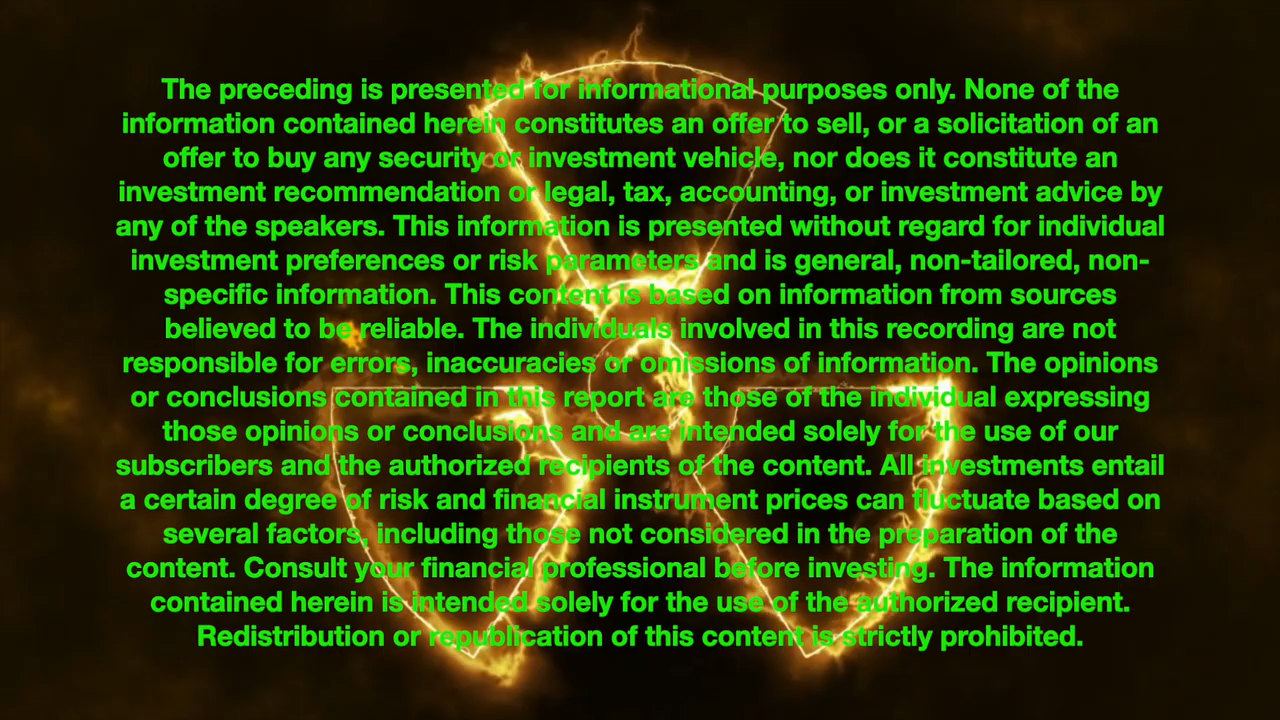 The preceding is presented for informational purposes only. None of the
information contained herein constitutes an offer to sell, or a solicitation of an
offer to buy any security or investment vehicle, nor does it constitute an
investment recommendation or legal, tax, accounting, or investment advice by
any of the speakers. This information is presented without regard for individual
investment preferences or risk parameters and is general, non-tailored, non-
specific information. This content is based on information from sources
believed to be reliable. The individuals involved in this recording are not
responsible for errors, inaccuracies or omissions of information. The opinions
or conclusions contained in this report are those of the individual expressing
those opinions or conclusions and are intended solely for the use of our
subscribers and the authorized recipients of the content. All investments entail
a certain degree of risk and financial instrument prices can fluctuate based on
several factors, including those not considered in the preparation of the
content. Consult your financial professional before investing. The information
contained herein is intended solely for the use of the authorized recipient.
Redistribution or republication of this content is strictly prohibited.